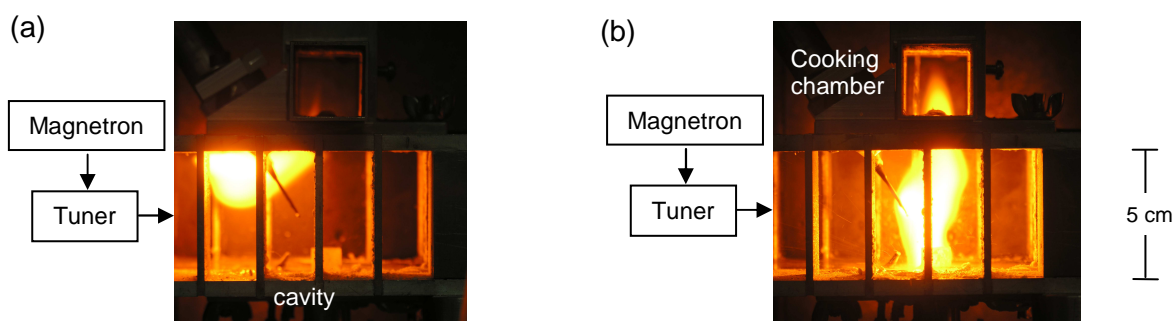 (a)
Magnetron
Tuner
cavity
(b)
Cooking
chamber
Magnetron
Tuner
5 cm